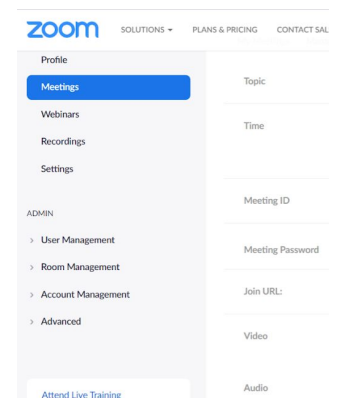 zoom SOLUTIONS PLANS & PRICING CONTACT SAL
Profile
Meetings
Webinars
Recordings
Settings
ADMIN
> User Management
> Room Management
> Account Management
> Advanced
Attend Live Training
Topic
Time
Meeting ID
Meeting Password
Join URL:
Video
Audio